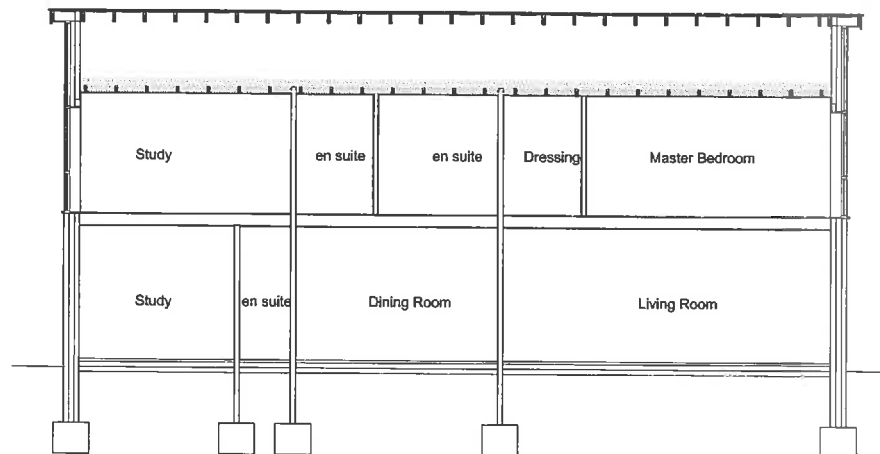 Study
en suite
en suite
Dressing
Master Bedroom
Study
en suite
Dining Room
Living Room